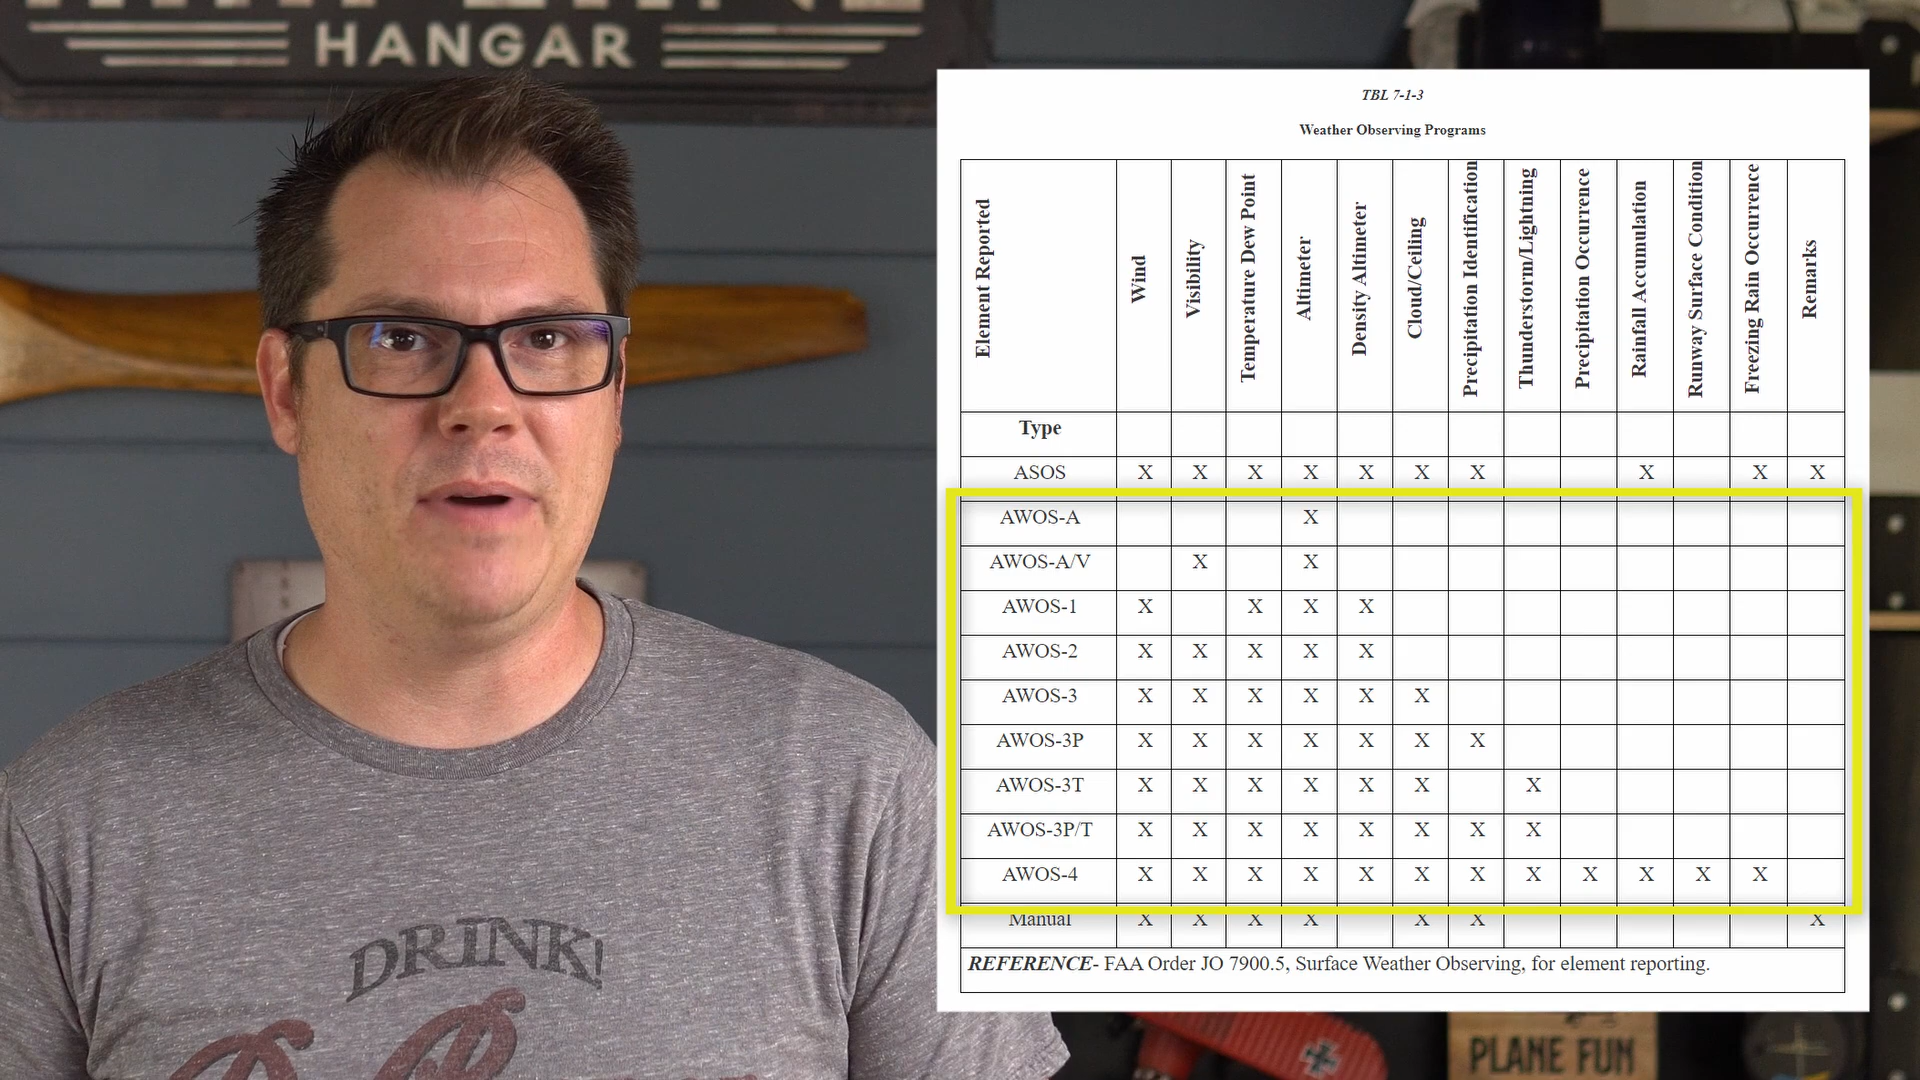 HANGAR
TBL 7-1-3
Weather Observing Programs
Element Reported Wind Visibility Temperature Dew Point Altimeter Density Altimeter Cloud/Ceiling Precipitation Identification Thunderstorm/Lightning Precipitation Occurrence Rainfall Accumulation Runway Surface Condition Freezing Rain Occurrence Remarks
Type
ASOS X X X X X X X X X X
AWOS-A X
AWOS-A/V X X
AWOS-1 X X X X
AWOS-2 X X X X X
AWOS-3 X X X X X X
AWOS-3P X X X X X X X
AWOS-3T X X X X X X X
AWOS-3P/T X X X X X X X X
AWOS-4 X X X X X X X X X X X X
Manual X X X X X X X
REFERENCE- FAA Order JO 7900.5, Surface Weather Observing, for element reporting.
DRINK!
PLANE FUN